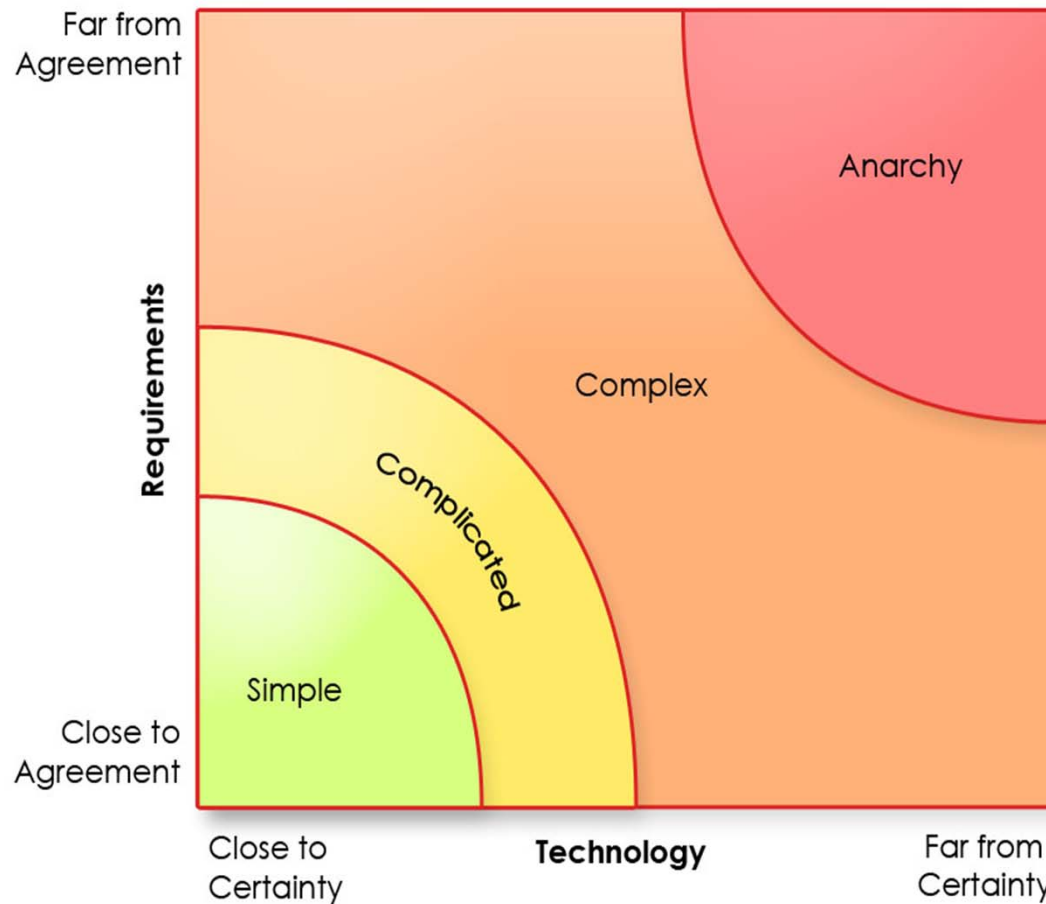 Far from
Agreement
Anarchy
Requirements
Complex
Complicated
Simple
Close to
Agreement
Close to
Certainty
Technology
Far from
Certainty